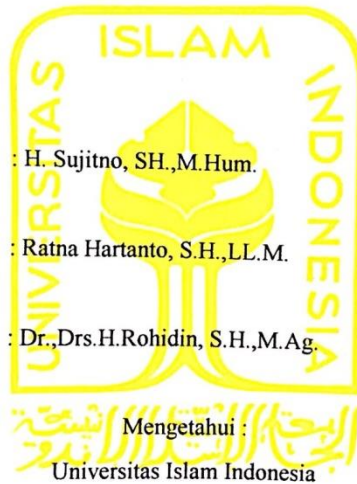 ISLAM
UNIVERSITAS
INDONESIA
: H. Sujitno, SH.,M.Hum.
: Ratna Hartanto, S.H.,LL.M.
: Dr.,Drs.H.Rohidin, S.H.,M.Ag.
Mengetahui :
Universitas Islam Indonesia